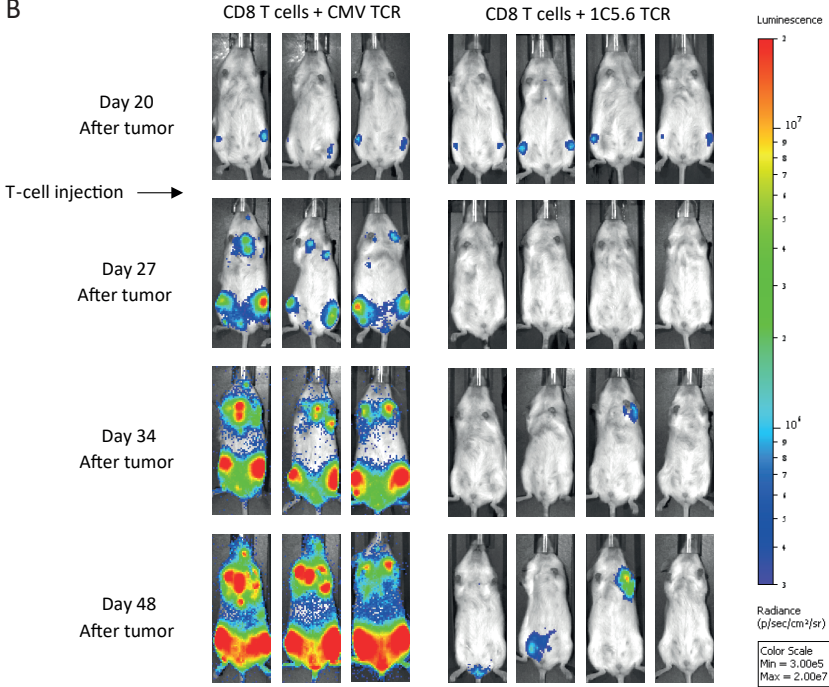 B
CD8 T cells + CMV TCR
CD8 T cells + 1C5.6 TCR
Day 20
After tumor
T-cell injection
Day 27
After tumor
Day 34
After tumor
Day 48
After tumor
Luminescence
2
10⁷
9
8
7
6
5
4
3
2
10⁶
9
8
7
6
5
4
3
Radiance
(p/sec/cm²/sr)
Color Scale
Min = 3.00e5
Max = 2.00e7